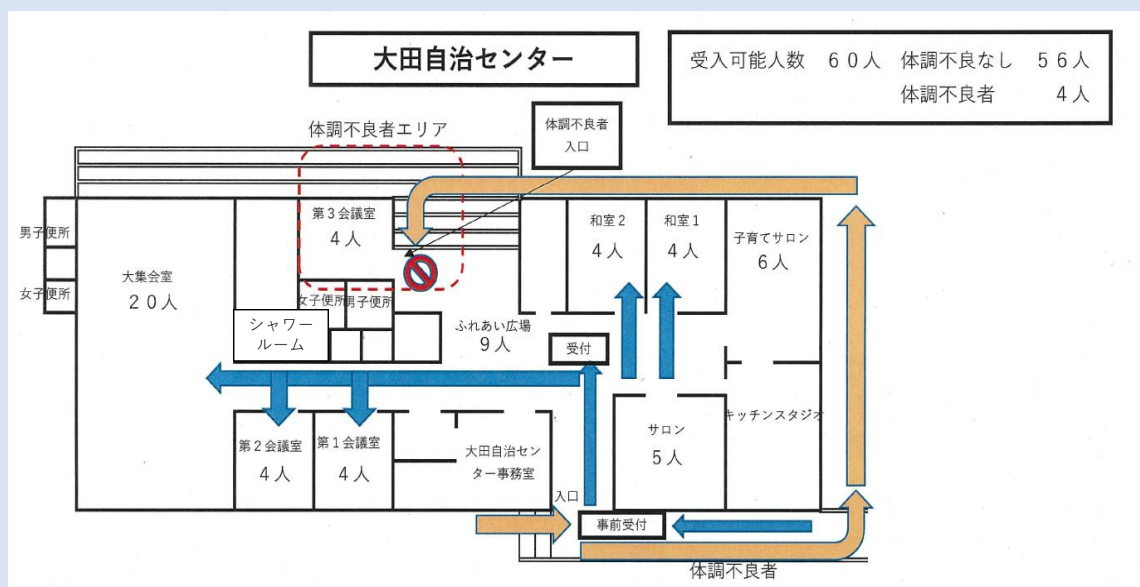 大田自治センター
受入可能人数 60人 体調不良なし 56人
体調不良者 4人
体調不良者エリア
体調不良者
入口
男子便所
女子便所
大集会室
20人
第3会議室
4人
女子便所
男子便所
シャワー
ルーム
ふれあい広場
9人
受付
和室2
4人
和室1
4人
子育てサロン
6人
キッチンスタジオ
サロン
5人
第2会議室
4人
第1会議室
4人
大田自治セン
ター事務室
入口
事前受付
体調不良者